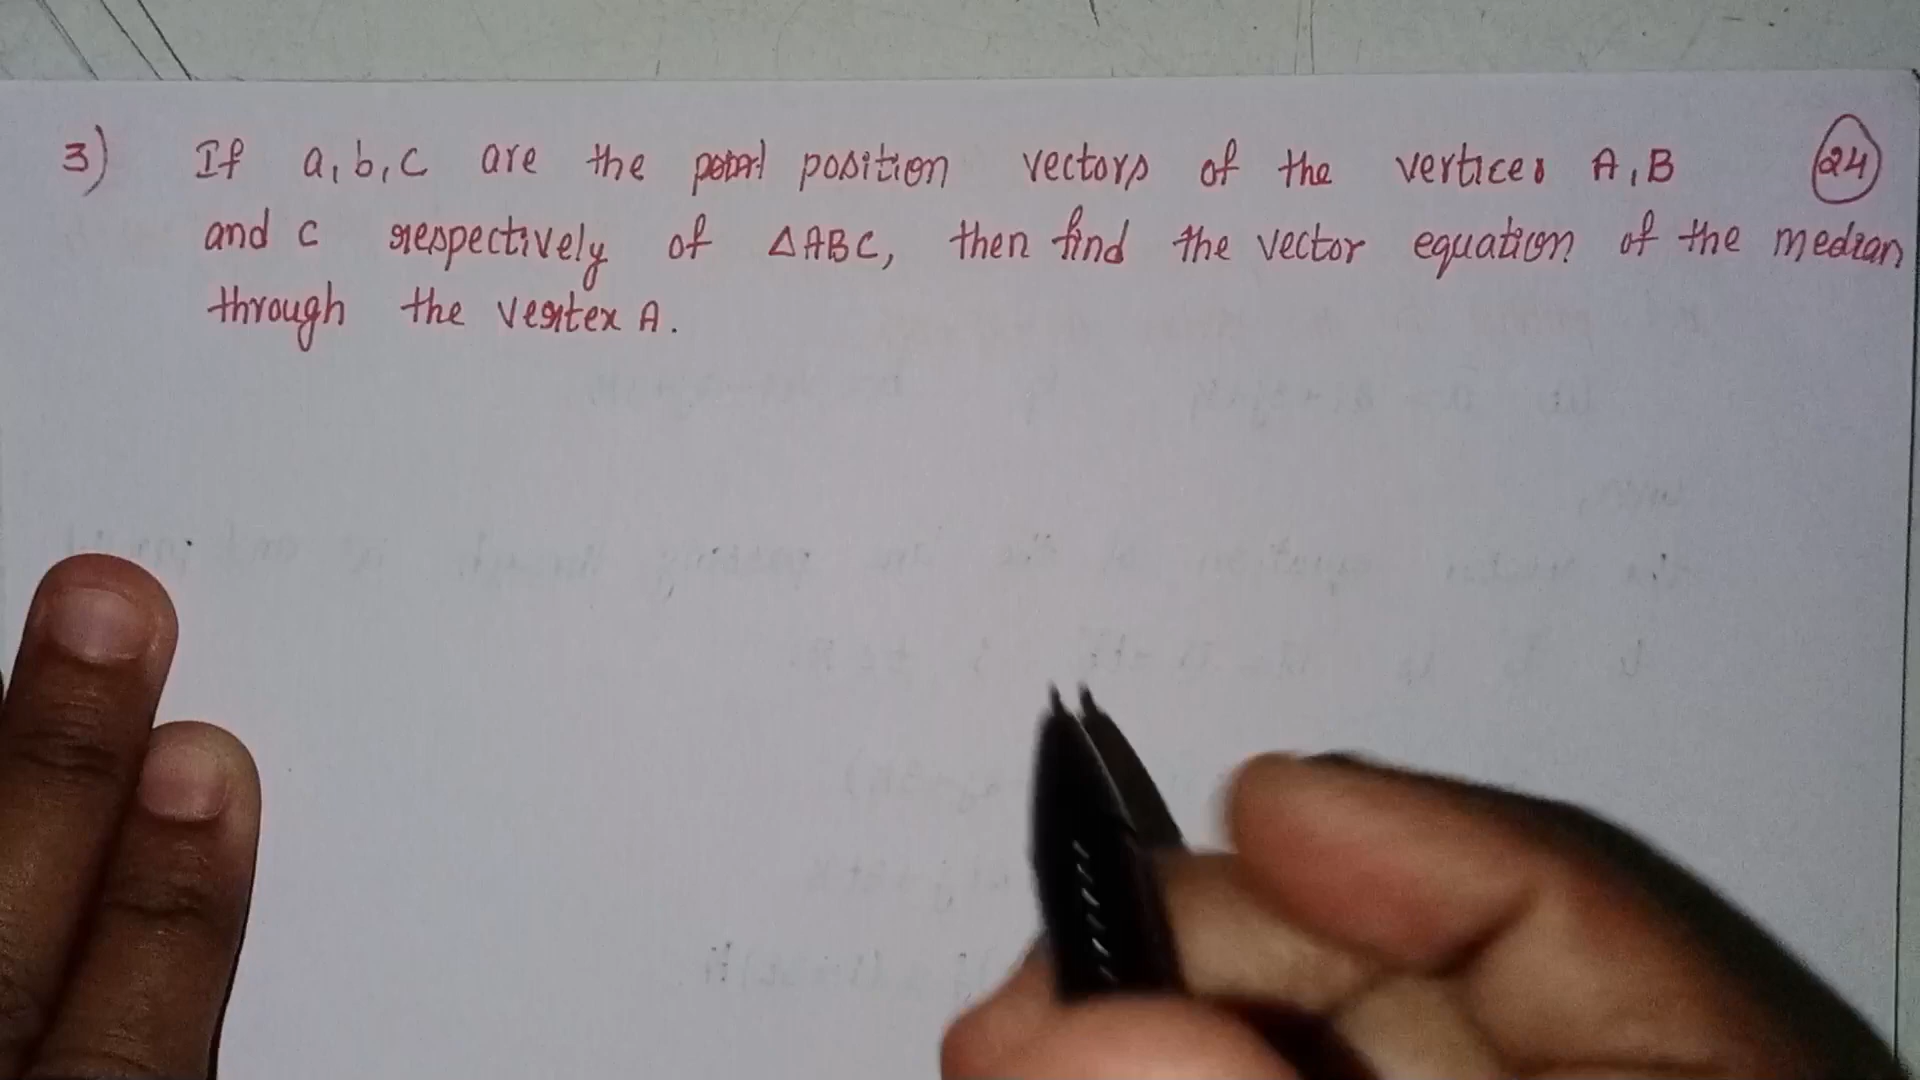 3) If a, b, c are the position vectors of the vertices A, B 24
and c respectively of △ABC, then find the vector equation of the median
through the vertex A.